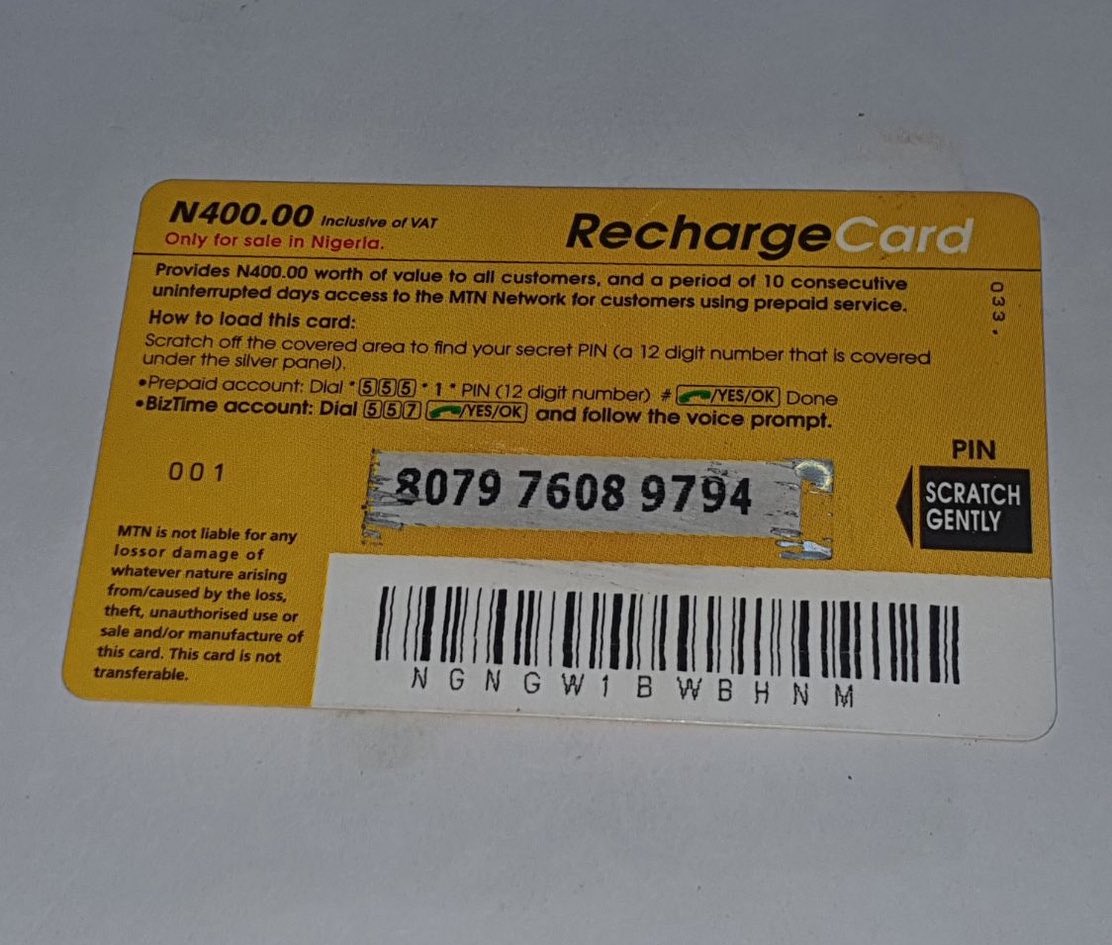 N400.00 Inclusive of VAT
Only for sale in Nigeria.
RechargeCard
Provides N400.00 worth of value to all customers, and a period of 10 consecutive
uninterrupted days access to the MTN Network for customers using prepaid service.
033.
How to load this card:
Scratch off the covered area to find your secret PIN (a 12 digit number that is covered
under the silver panel).
•Prepaid account: Dial *555 * 1 * PIN (12 digit number) # /YES/OK Done
•BizTime account: Dial 557 /YES/OK and follow the voice prompt.
001
8079 7608 9794
PIN
SCRATCH
GENTLY
MTN is not liable for any
lossor damage of
whatever nature arising
from/caused by the loss,
theft, unauthorised use or
sale and/or manufacture of
this card. This card is not
transferable.
NGNGW1BWBHNM